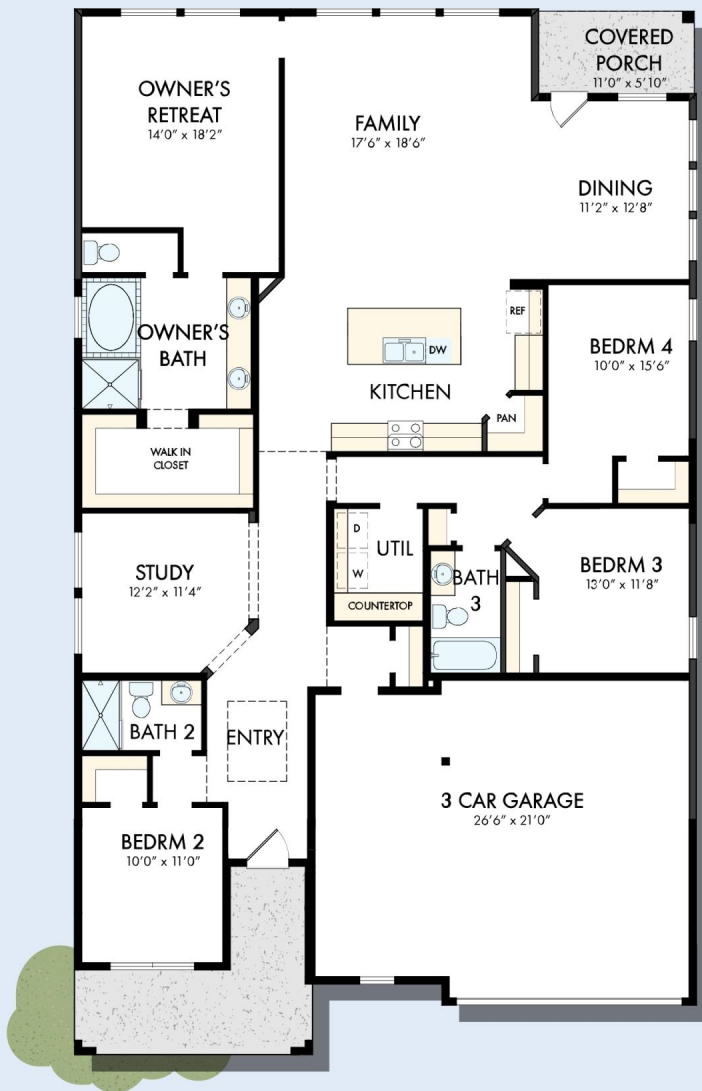 COVERED
PORCH
11'0" x 5'10"
OWNER'S
RETREAT
14'0" x 18'2"
FAMILY
17'6" x 18'6"
DINING
11'2" x 12'8"
OWNER'S
BATH
REF
DW
KITCHEN
PAN
BEDRM 4
10'0" x 15'6"
WALK IN
CLOSET
STUDY
12'2" x 11'4"
D
UTIL
W
COUNTERTOP
BATH
3
BEDRM 3
13'0" x 11'8"
BATH 2
ENTRY
3 CAR GARAGE
26'6" x 21'0"
BEDRM 2
10'0" x 11'0"